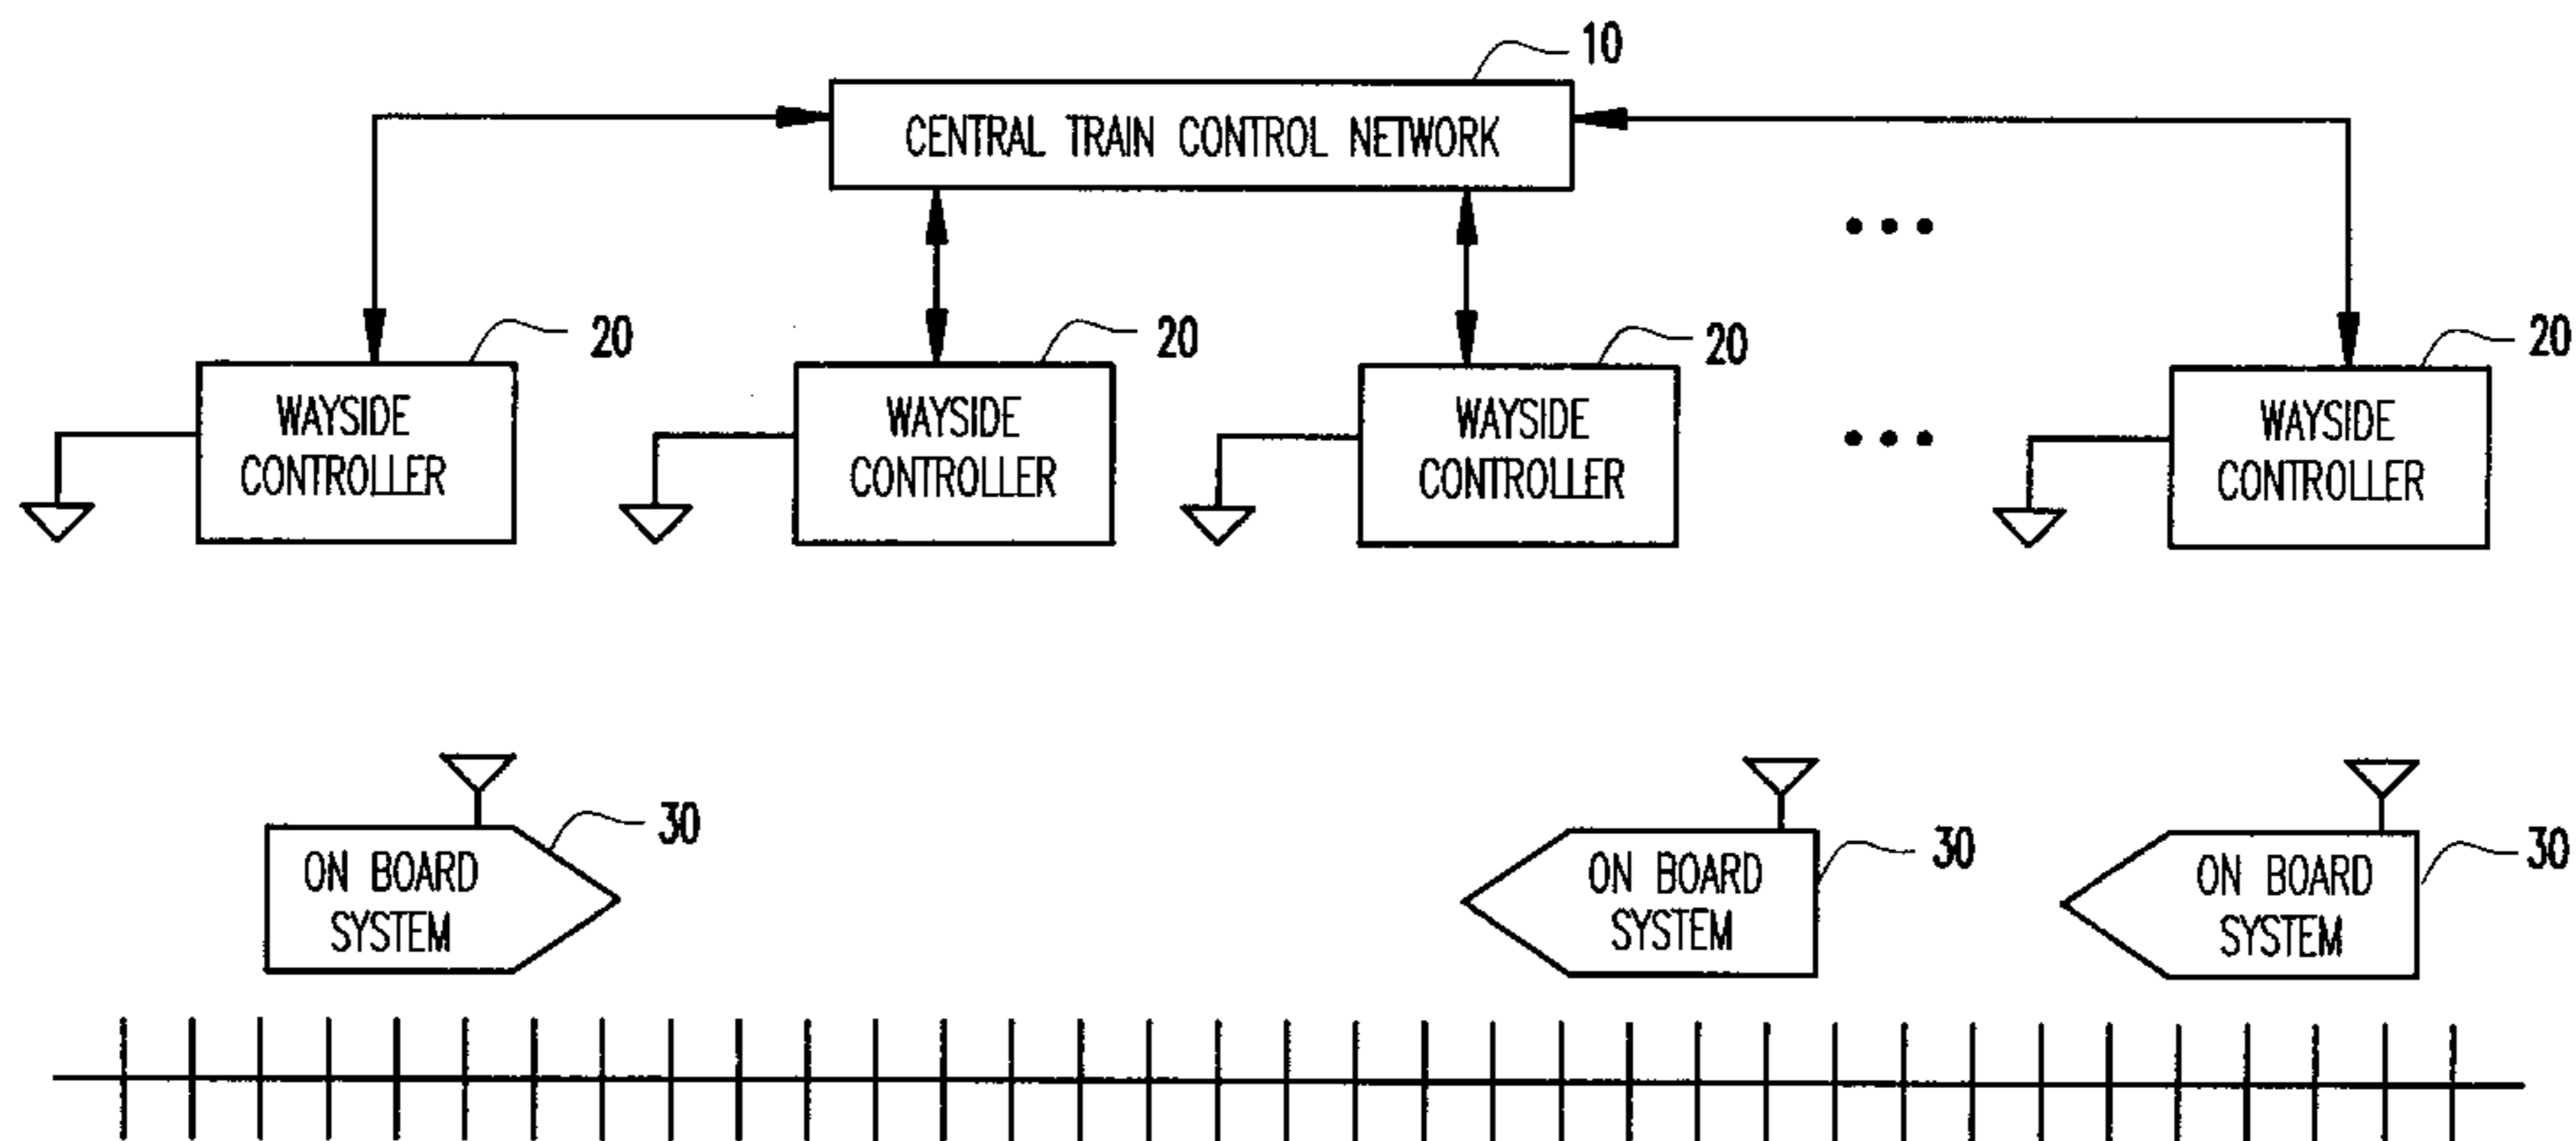 10
CENTRAL TRAIN CONTROL NETWORK
20
20
20
20
WAYSIDE
CONTROLLER
WAYSIDE
CONTROLLER
WAYSIDE
CONTROLLER
WAYSIDE
CONTROLLER
30
ON BOARD
SYSTEM
30
ON BOARD
SYSTEM
30
ON BOARD
SYSTEM